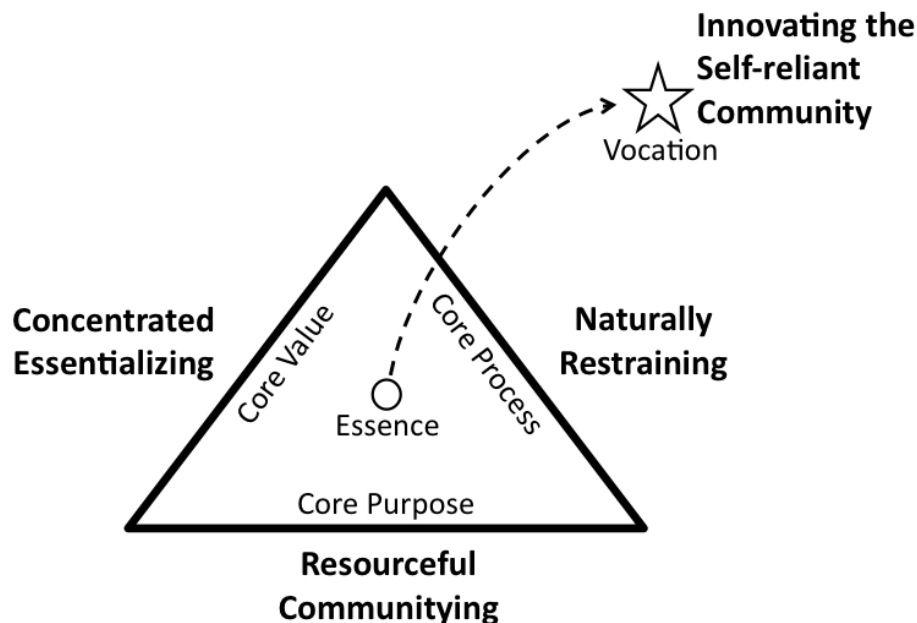 Innovating the
Self-reliant
Community
Vocation
Concentrated
Essentializing
Core Value
Core Process
Naturally
Restraining
Essence
Core Purpose
Resourceful
Communitying